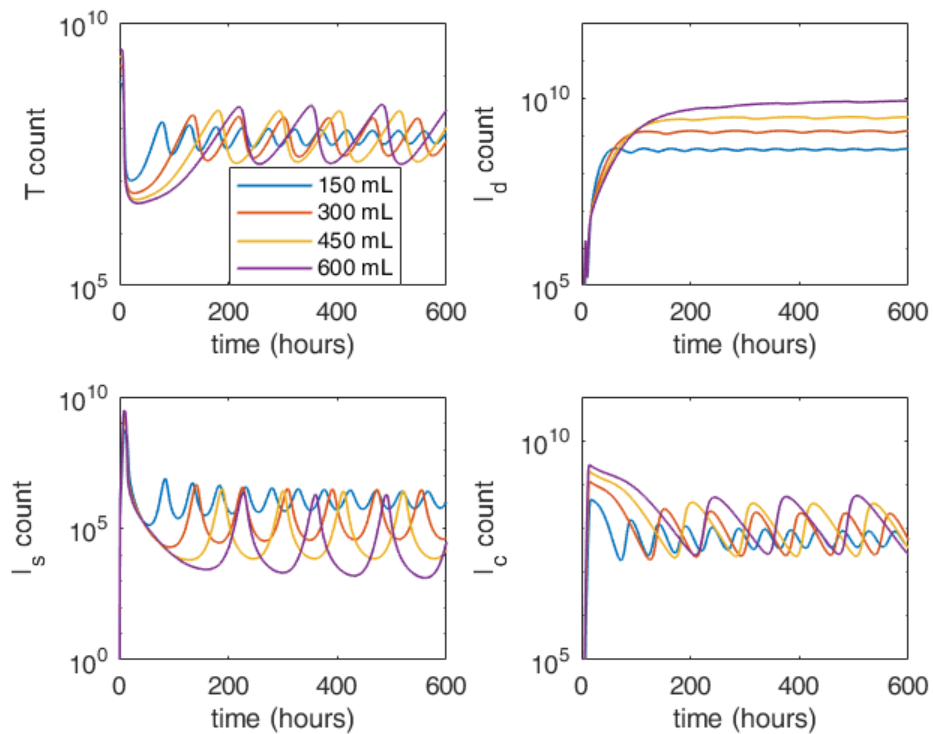 10^10
T count
10^5
0 200 400 600
time (hours)
150 mL
300 mL
450 mL
600 mL
10^10
I_d count
10^5
0 200 400 600
time (hours)
10^10
I_s count
10^5
10^0
0 200 400 600
time (hours)
10^10
I_c count
10^5
0 200 400 600
time (hours)